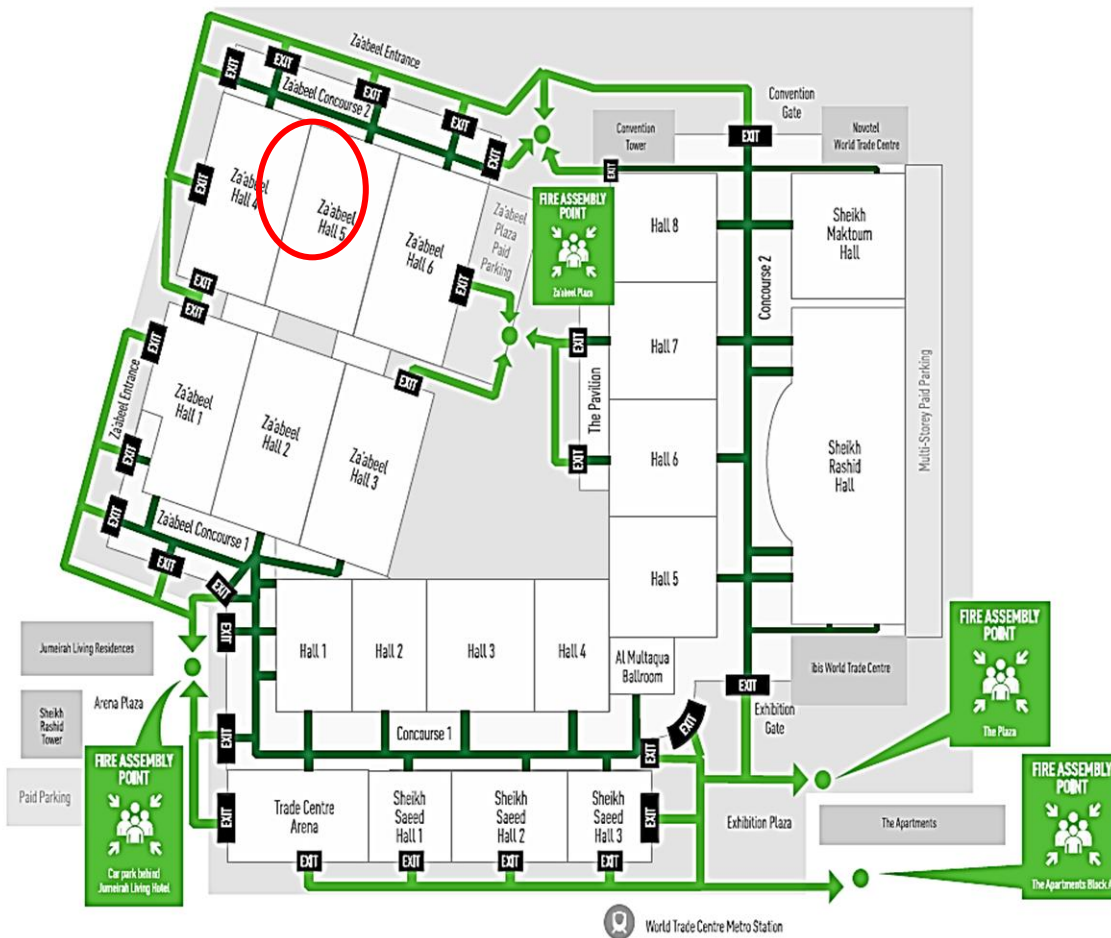 Za'abeel Entrance
EXIT
EXIT
EXIT
EXIT
EXIT
Za'abeel Concourse 2
Convention
Gate
Convention
Tower
EXIT
Novotel
World Trade Centre
EXIT
EXIT
Za'abeel
Hall 4
Za'abeel
Hall 5
Za'abeel
Hall 6
Za'abeel
Plaza
Paid
Parking
FIRE ASSEMBLY
POINT
Za'abeel Plaza
Hall 8
Sheikh
Maktoum
Hall
Concourse 2
EXIT
EXIT
EXIT
EXIT
EXIT
Za'abeel Entrance
Za'abeel
Hall 1
Za'abeel
Hall 2
Za'abeel
Hall 3
EXIT
The Pavilion
EXIT
Hall 7
Hall 6
Sheikh
Rashid
Hall
Multi-Storey Paid Parking
EXIT
EXIT
Za'abeel Concourse 1
EXIT
EXIT
EXIT
Hall 5
Jumeirah Living Residences
Arena Plaza
Sheikh
Rashid
Tower
Paid Parking
FIRE ASSEMBLY
POINT
Car park behind
Jumeirah Living Hotel
Hall 1
Hall 2
Hall 3
Hall 4
Al Multaqua
Ballroom
EXIT
Concourse 1
EXIT
EXIT
EXIT
Exhibition
Gate
Ibis World Trade Centre
FIRE ASSEMBLY
POINT
The Plaza
EXIT
Trade Centre
Arena
Sheikh
Saeed
Hall 1
Sheikh
Saeed
Hall 2
Sheikh
Saeed
Hall 3
EXIT
EXIT
EXIT
EXIT
EXIT
Exhibition Plaza
The Apartments
FIRE ASSEMBLY
POINT
The Apartments Black
World Trade Centre Metro Station